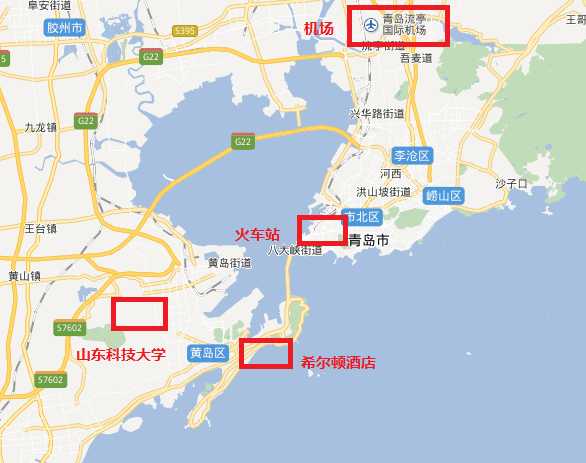 阜安街道
胶州市
S395
机场
青岛流亭
国际机场
王哥
流亭街道
吾麦道
5
G22
九龙镇
G22
兴华路街道
G22
李沧区
河西
洪山坡街道
沙子口
崂山区
王台镇
火车站
市北区
青岛市
八大峡街道
黄岛街道
黄山镇
S7602
山东科技大学
黄岛区
希尔顿酒店
S7602